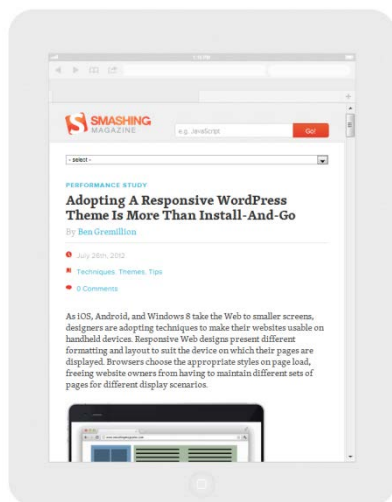 SMASHING
MAGAZINE
e.g. JavaScript
Go!
- select -
PERFORMANCE STUDY
Adopting A Responsive WordPress
Theme Is More Than Install-And-Go
By Ben Gremillion
July 26th, 2012
Techniques, Themes, Tips
0 Comments
As iOS, Android, and Windows 8 take the Web to smaller screens,
designers are adopting techniques to make their websites usable on
handheld devices. Responsive Web designs present different
formatting and layout to suit the device on which their pages are
displayed. Browsers choose the appropriate styles on page load,
freeing website owners from having to maintain different sets of
pages for different display scenarios.